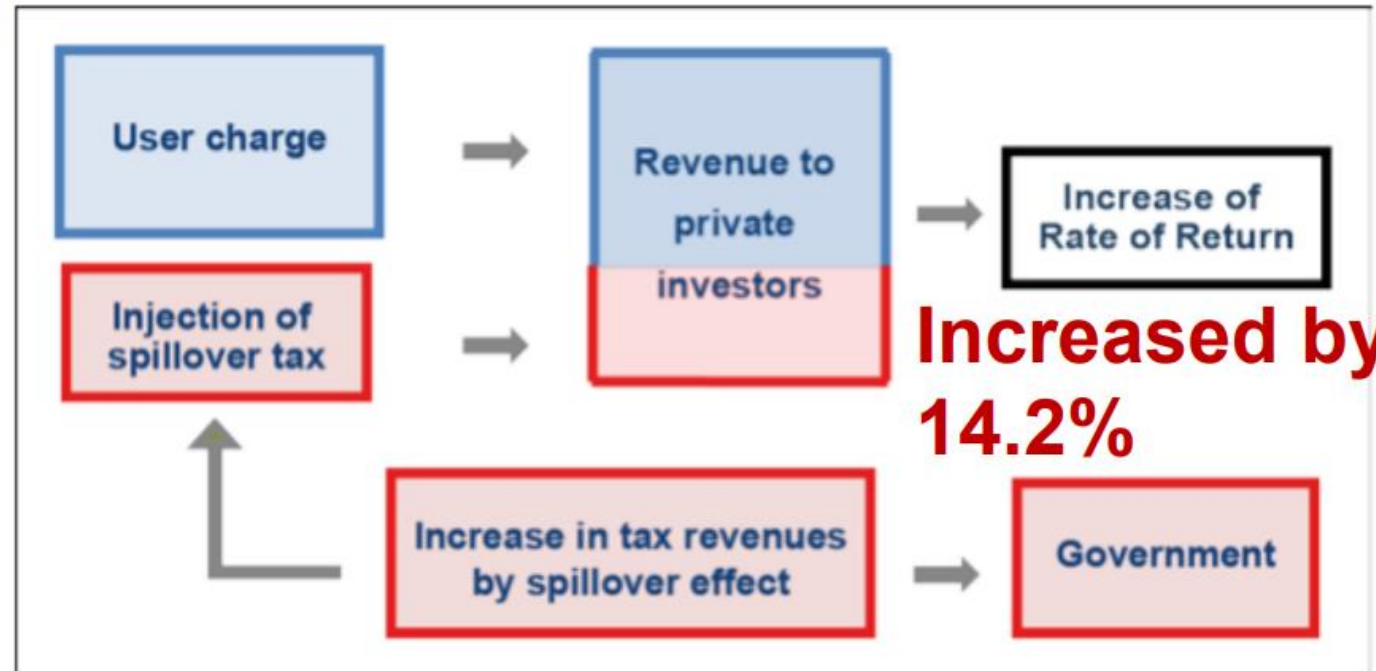 User charge
Injection of
spillover tax
Revenue to
private
investors
Increase of
Rate of Return
Increased by
14.2%
Increase in tax revenues
by spillover effect
Government